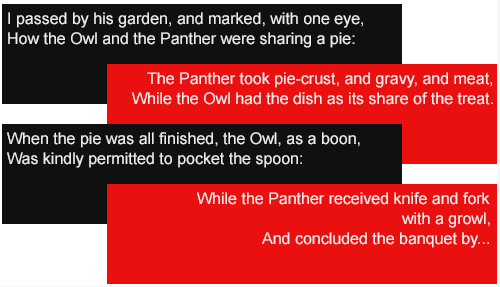 I passed by his garden, and marked, with one eye,
How the Owl and the Panther were sharing a pie:
The Panther took pie-crust, and gravy, and meat,
While the Owl had the dish as its share of the treat.
When the pie was all finished, the Owl, as a boon,
Was kindly permitted to pocket the spoon:
While the Panther received knife and fork
with a growl,
And concluded the banquet by...